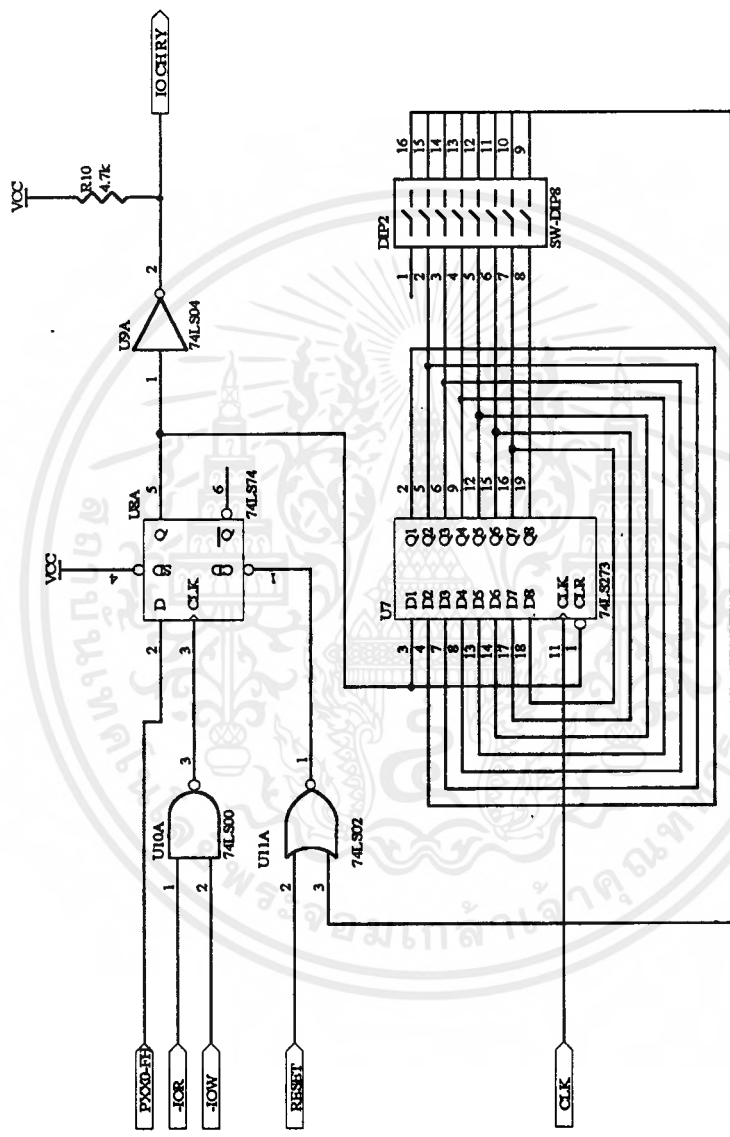 VCC
R10
4.7k
IOCHRY
U9A
1
2
74LS04
VCC
U8A
4
2
D
Q
5
3
CLK
Q
6
1
74LS74
PXX0-FH
-IOR
-IOW
U10A
1
2
3
74LS00
RESET
U11A
2
3
1
74LS02
CLK
U7
3
D1
Q1
2
4
D2
Q2
5
7
D3
Q3
6
8
D4
Q4
9
13
D5
Q5
12
14
D6
Q6
15
17
D7
Q7
16
18
D8
Q8
19
11
CLK
1
CLR
74LS273
DIP2
1
16
2
15
3
14
4
13
5
12
6
11
7
10
8
9
SW-DIP8